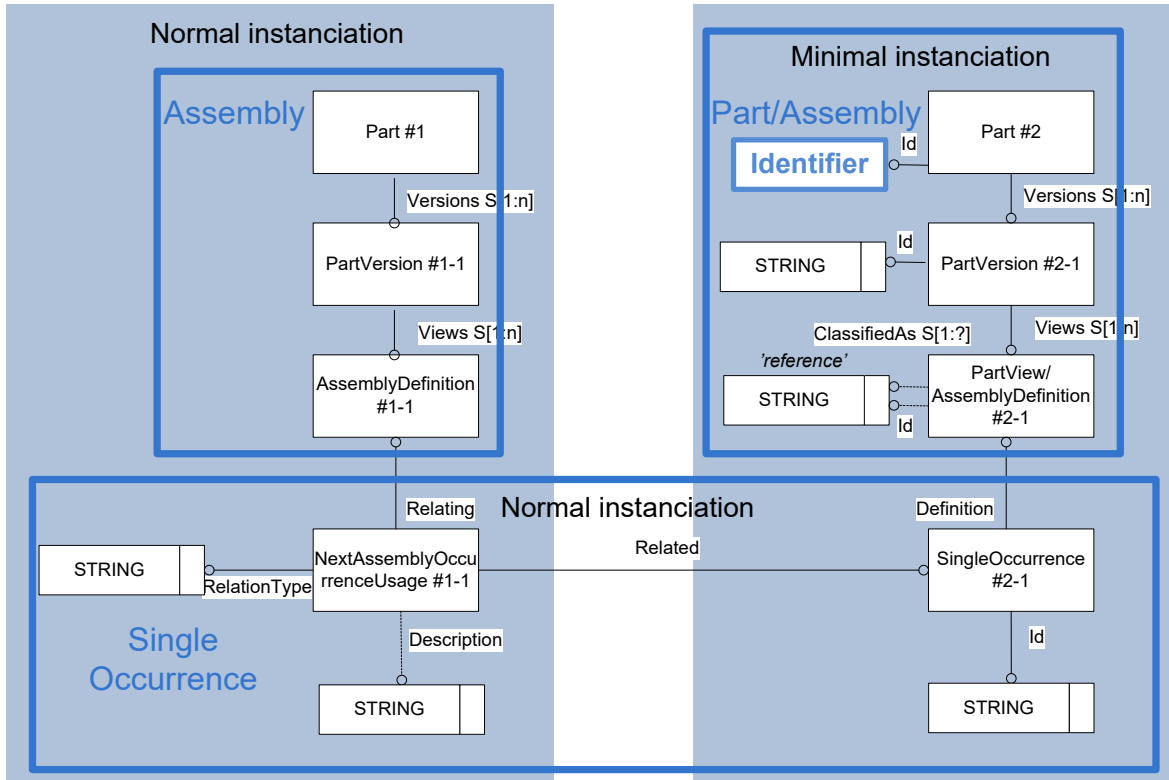 Normal instanciation
Minimal instanciation
Assembly
Part #1
Part/Assembly
Part #2
Id
Identifier
Versions S[1:n]
Versions S[1:n]
PartVersion #1-1
Id
STRING
PartVersion #2-1
Views S[1:n]
ClassifiedAs S[1:?]
Views S[1:n]
AssemblyDefinition
#1-1
'reference'
STRING
Id
PartView/
AssemblyDefinition
#2-1
Relating
Normal instanciation
Definition
STRING
RelationType
NextAssemblyOccu
rrenceUsage #1-1
Related
SingleOccurrence
#2-1
Single
Occurrence
Description
Id
STRING
STRING